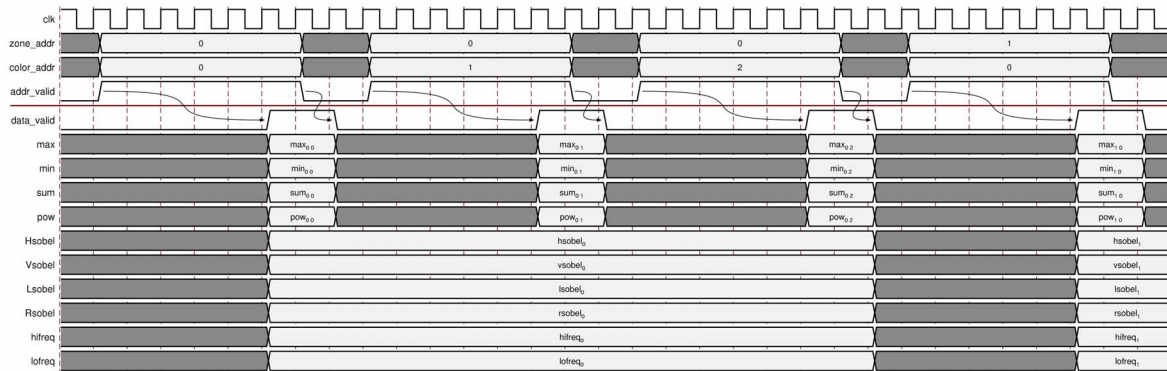 clk
zone_addr 0 0 0 1
color_addr 0 1 2 0
addr_valid
data_valid
max max₀ ₀ max₀ ₁ max₀ ₂ max₁ ₀
min min₀ ₀ min₀ ₁ min₀ ₂ min₁ ₀
sum sum₀ ₀ sum₀ ₁ sum₀ ₂ sum₁ ₀
pow pow₀ ₀ pow₀ ₁ pow₀ ₂ pow₁ ₀
Hsobel hsobel₀ hsobel₁
Vsobel vsobel₀ vsobel₁
Lsobel lsobel₀ lsobel₁
Rsobel rsobel₀ rsobel₁
hifreq hifreq₀ hifreq₁
lofreq lofreq₀ lofreq₁